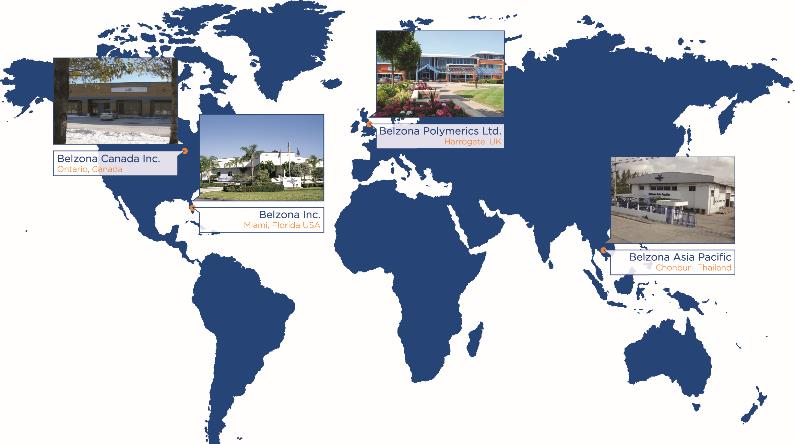 Belzona Canada Inc.
Ontario, Canada
Belzona Inc.
Miami, Florida USA
Belzona Polymerics Ltd.
Harrogate, UK
Belzona Asia Pacific
Chonburi, Thailand